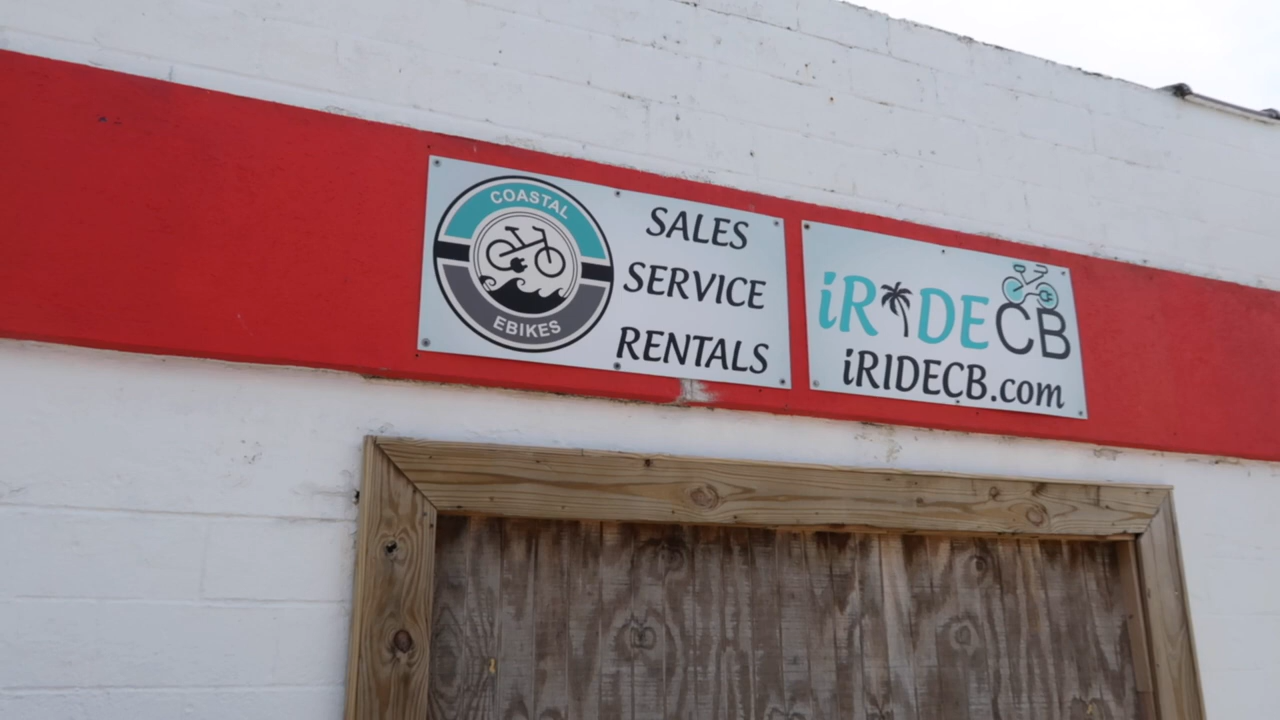 COASTAL
EBIKES
SALES
SERVICE
RENTALS
iRIDECB
iRIDECB.com